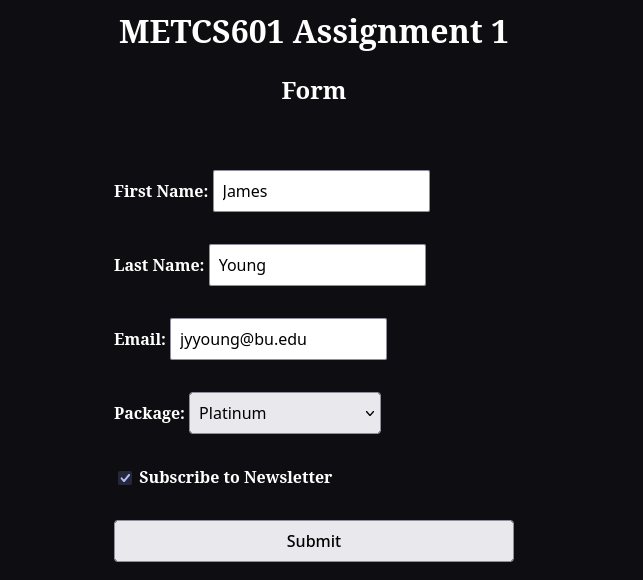 METCS601 Assignment 1
Form
First Name: James
Last Name: Young
Email: jyyoung@bu.edu
Package: Platinum
Subscribe to Newsletter
Submit